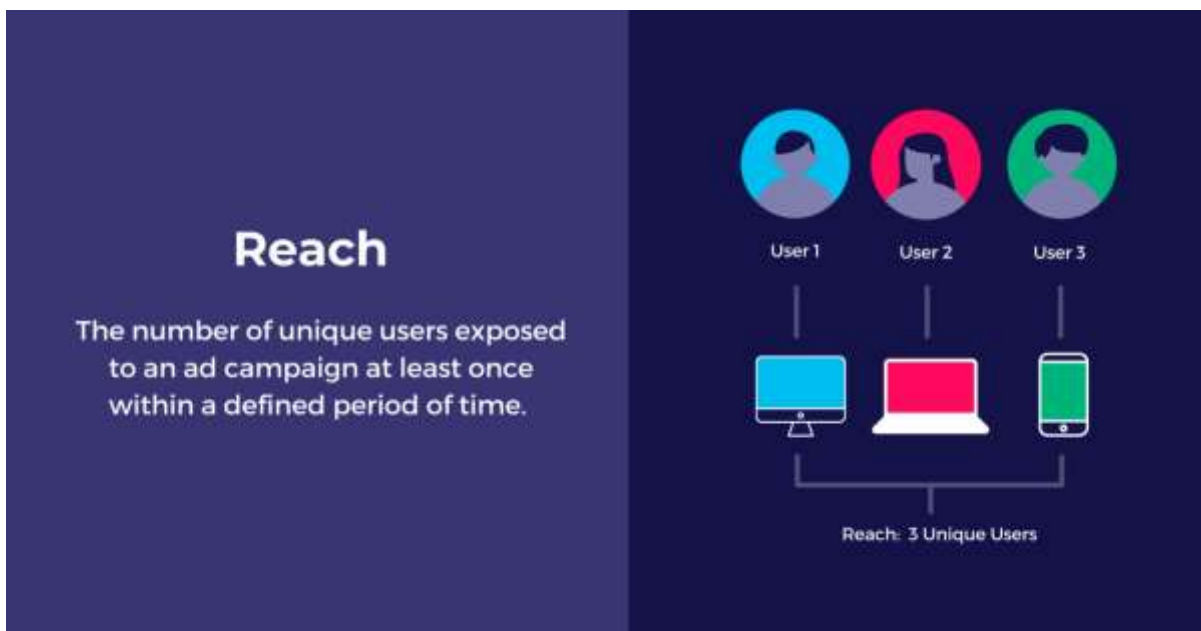 Reach
The number of unique users exposed
to an ad campaign at least once
within a defined period of time.
User 1
User 2
User 3
Reach: 3 Unique Users